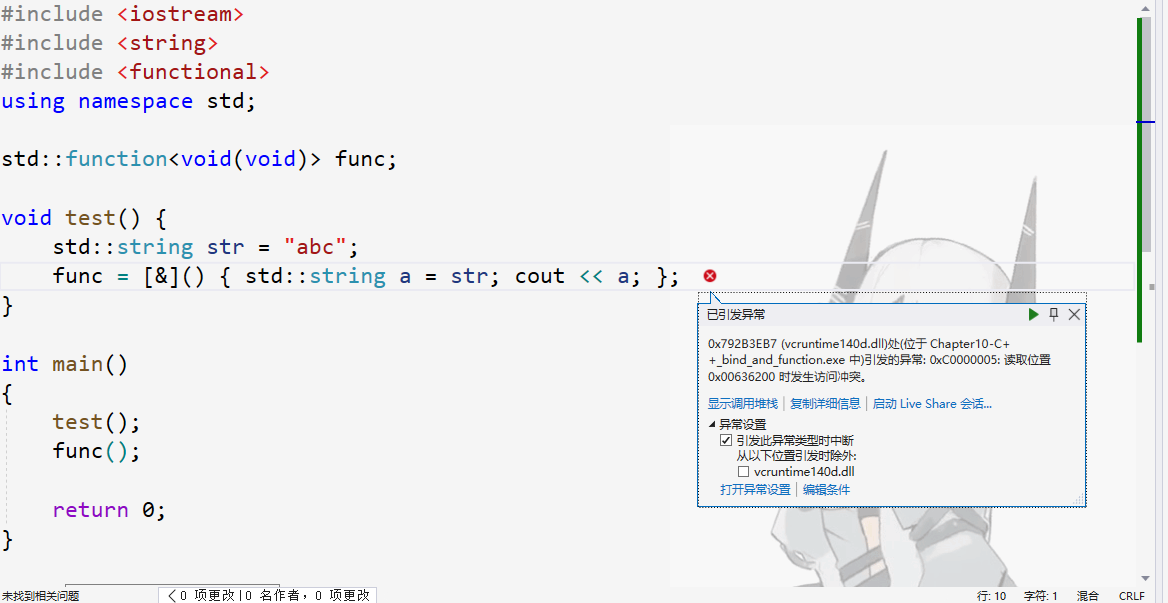 #include <iostream>
#include <string>
#include <functional>
using namespace std;
std::function<void(void)> func;
void test() {
std::string str = "abc";
func = [&]() { std::string a = str; cout << a; };
}
已引发异常
0x792B3EB7 (vcruntime140d.dll)处(位于 Chapter10-C+
+_bind_and_function.exe 中)引发的异常: 0xC0000005: 读取位置
0x00636200 时发生访问冲突。
显示调用堆栈 | 复制详细信息 | 启动 Live Share 会话...
异常设置
引发此异常类型时中断
从以下位置引发时除外:
vcruntime140d.dll
打开异常设置 | 编辑条件
int main()
{
test();
func();
return 0;
}
未找到相关问题
0 项更改 | 0 名作者，0 项更改
行: 10 字符: 1 混合 CRLF